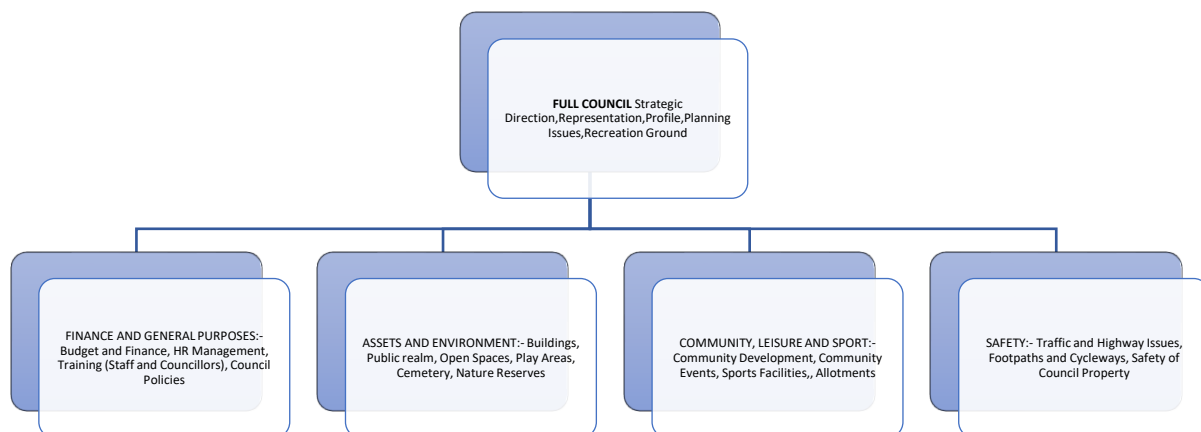 FULL COUNCIL Strategic
Direction,Representation,Profile,Planning
Issues,Recreation Ground
FINANCE AND GENERAL PURPOSES:-
Budget and Finance, HR Management,
Training (Staff and Councillors), Council
Policies
ASSETS AND ENVIRONMENT:- Buildings,
Public realm, Open Spaces, Play Areas,
Cemetery, Nature Reserves
COMMUNITY, LEISURE AND SPORT:-
Community Development, Community
Events, Sports Facilities,, Allotments
SAFETY:- Traffic and Highway Issues,
Footpaths and Cycleways, Safety of
Council Property